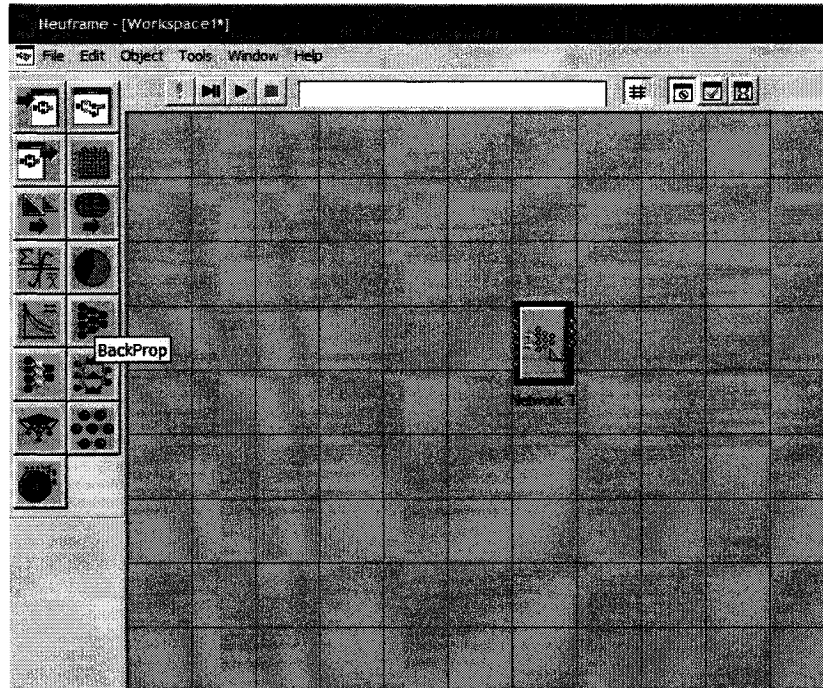 Neuframe - [Workspace1*]
File Edit Object Tools Window Help
BackProp
Network 1